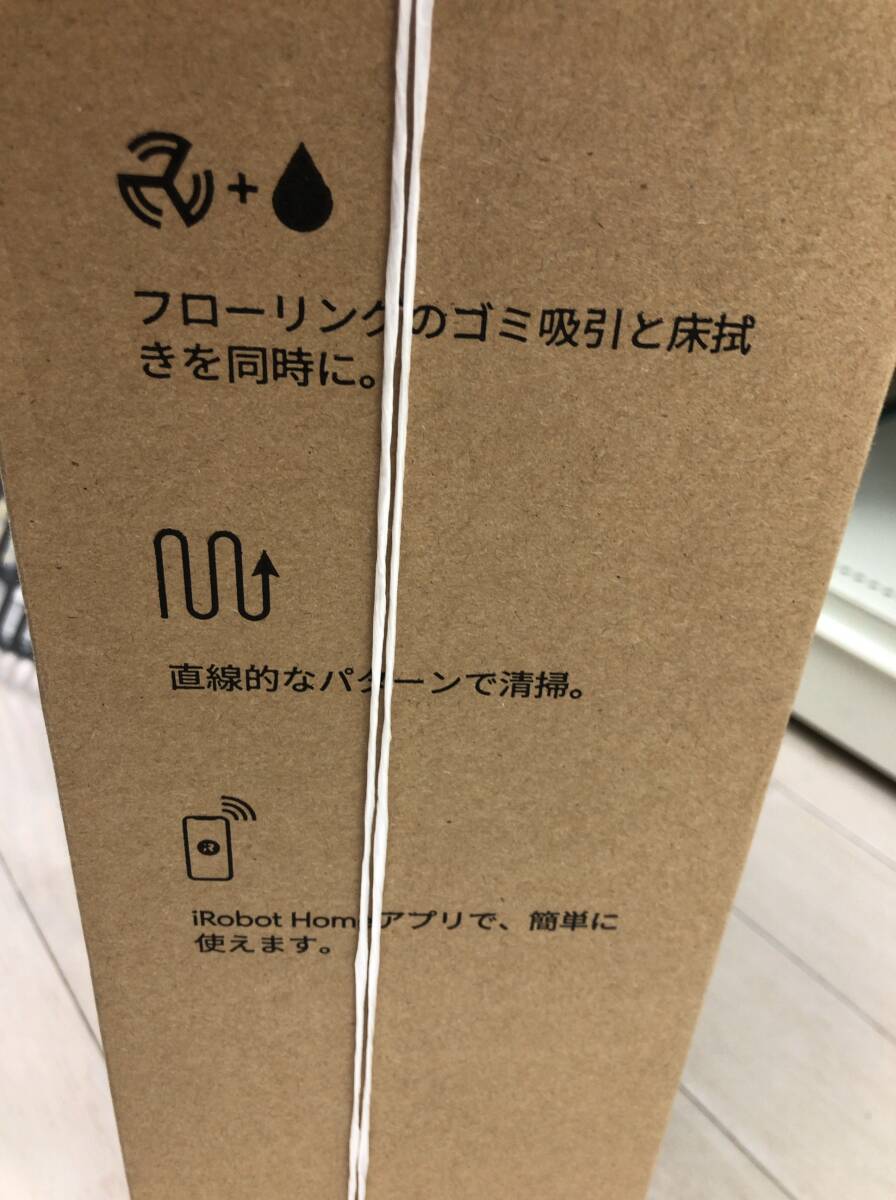 フローリングのゴミ吸引と床拭
きを同時に。
直線的なパターンで清掃。
iRobot Homeアプリで、簡単に
使えます。